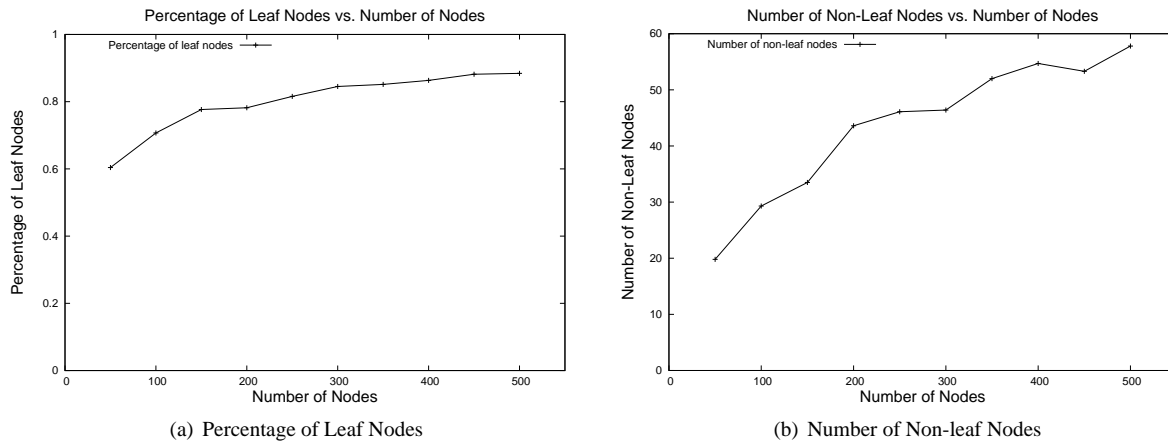 Percentage of Leaf Nodes vs. Number of Nodes
Percentage of leaf nodes
1
0.8
0.6
0.4
0.2
0
Percentage of Leaf Nodes
0 100 200 300 400 500
Number of Nodes
(a) Percentage of Leaf Nodes
Number of Non-Leaf Nodes vs. Number of Nodes
Number of non-leaf nodes
60
50
40
30
20
10
0
Number of Non-Leaf Nodes
0 100 200 300 400 500
Number of Nodes
(b) Number of Non-leaf Nodes